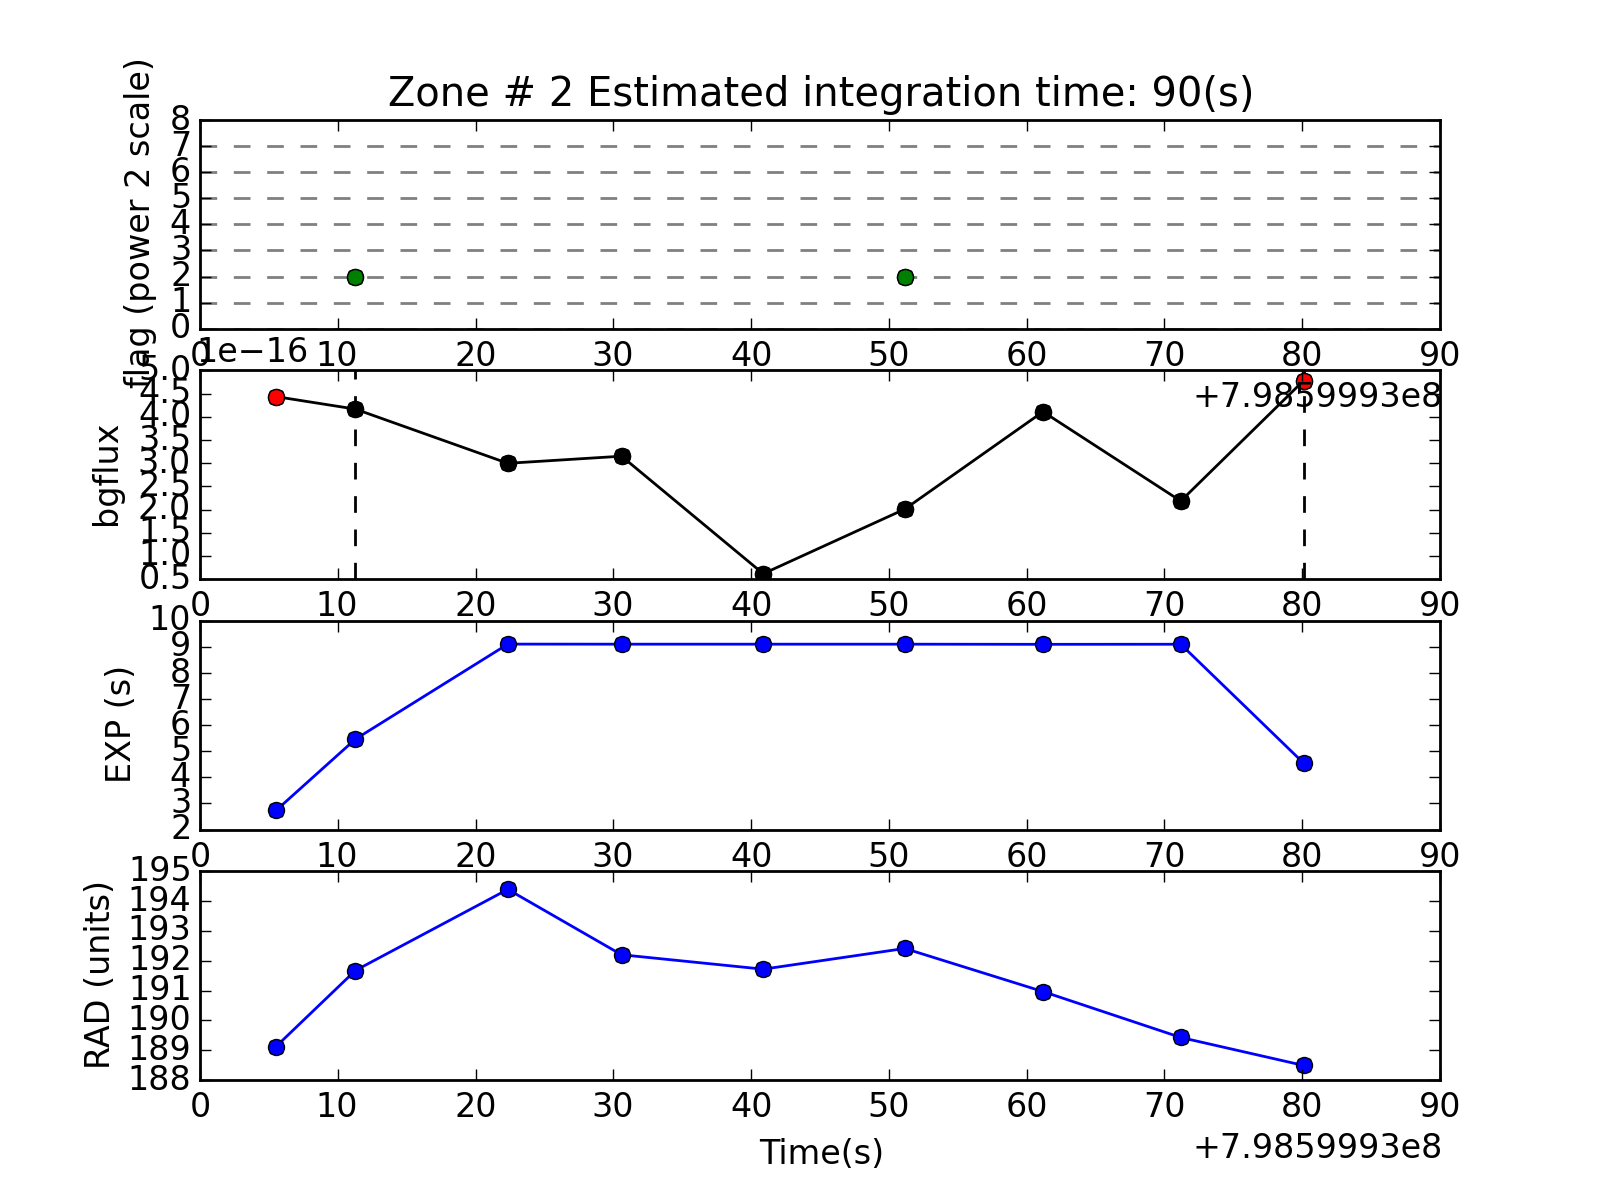 Zone # 2 Estimated integration time: 90(s)
flag (power 2 scale)
8
7
6
5
4
3
2
1
0
0 10 20 30 40 50 60 70 80 90
+7.9859993e8
1e−16
bgflux
5.0
4.5
4.0
3.5
3.0
2.5
2.0
1.5
1.0
0.5
0 10 20 30 40 50 60 70 80 90
EXP (s)
10
9
8
7
6
5
4
3
2
0 10 20 30 40 50 60 70 80 90
RAD (units)
195
194
193
192
191
190
189
188
0 10 20 30 40 50 60 70 80 90
Time(s)
+7.9859993e8